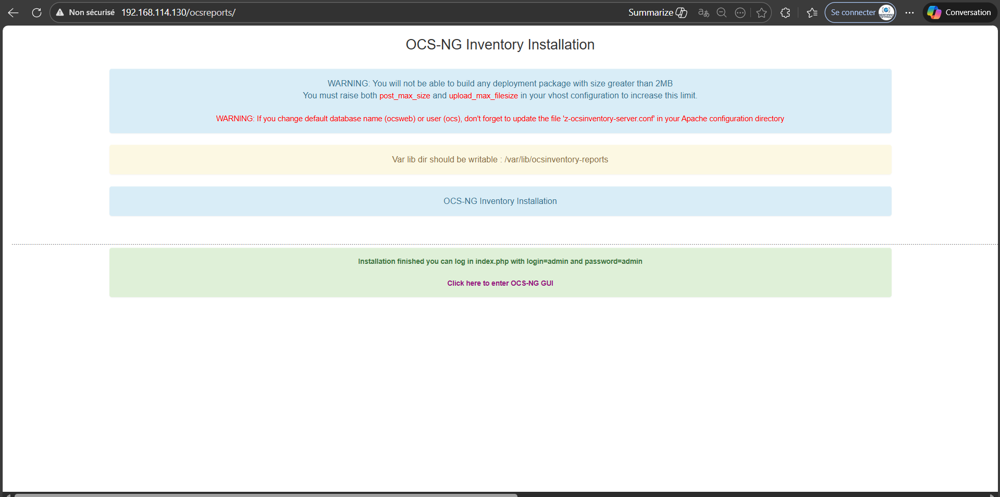 Non sécurisé 192.168.114.130/ocsreports/ Summarize Se connecter Conversation
OCS-NG Inventory Installation
WARNING: You will not be able to build any deployment package with size greater than 2MB
You must raise both post_max_size and upload_max_filesize in your vhost configuration to increase this limit.
WARNING: If you change default database name (ocsweb) or user (ocs), don't forget to update the file 'z-ocsinventory-server.conf' in your Apache configuration directory
Var lib dir should be writable : /var/lib/ocsinventory-reports
OCS-NG Inventory Installation
Installation finished you can log in index.php with login=admin and password=admin
Click here to enter OCS-NG GUI